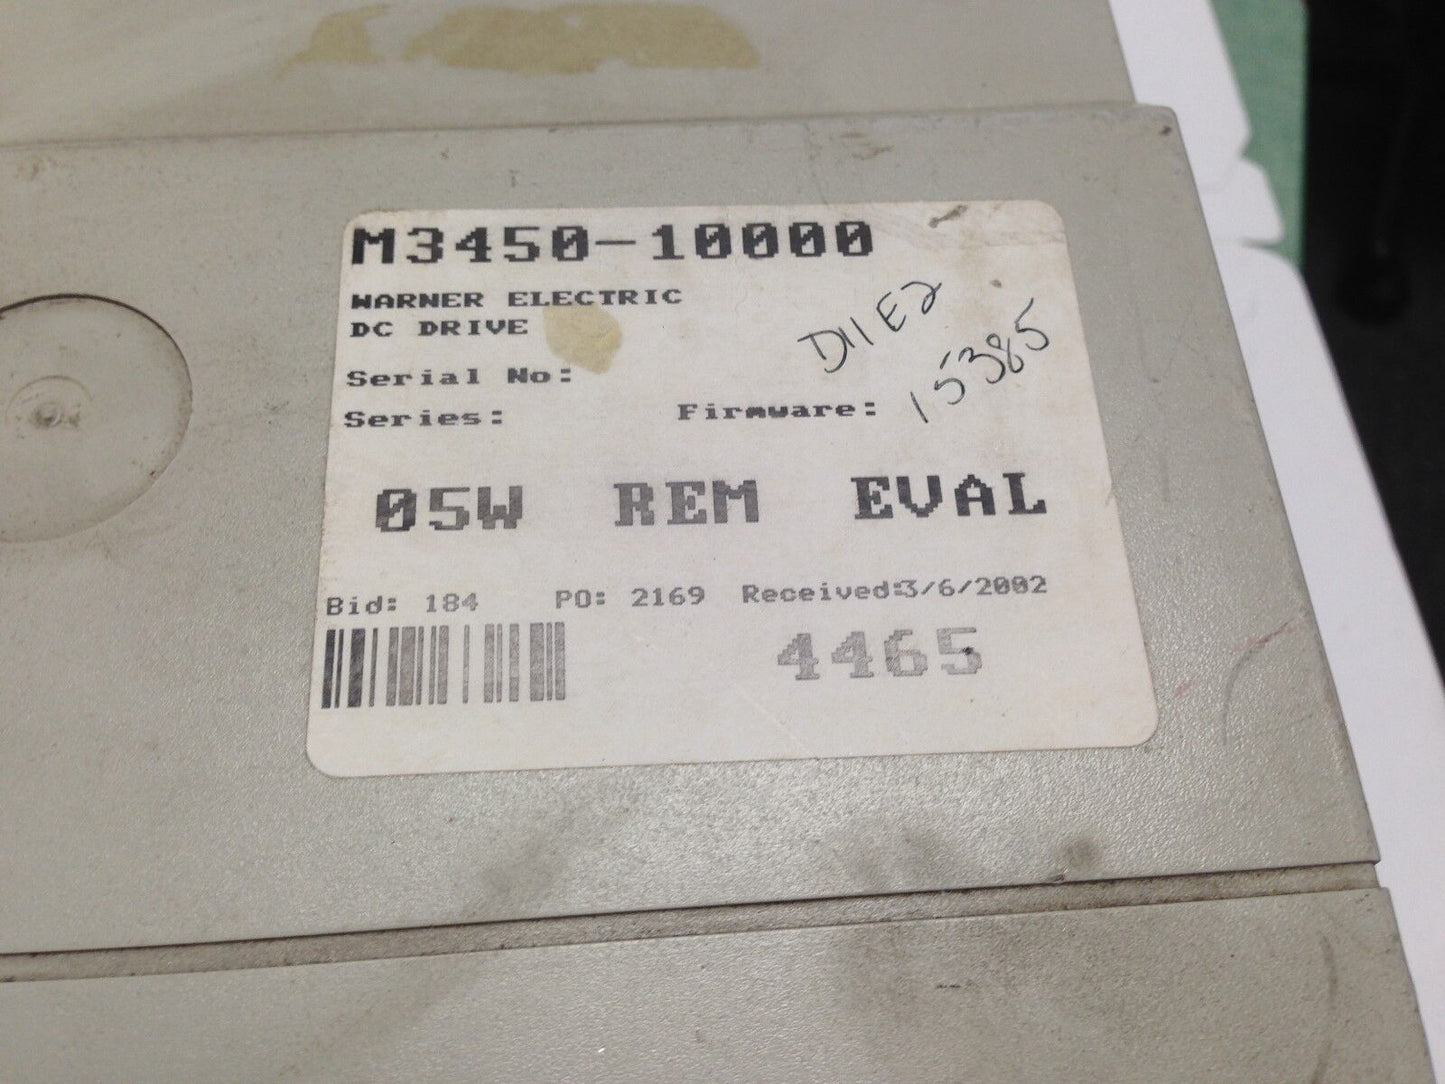 M3450-10000
WARNER ELECTRIC
DC DRIVE
D11E2
15385
Serial No:
Series: Firmware:
05W REM EVAL
Bid: 184 PO: 2169 Received:3/6/2002
4465